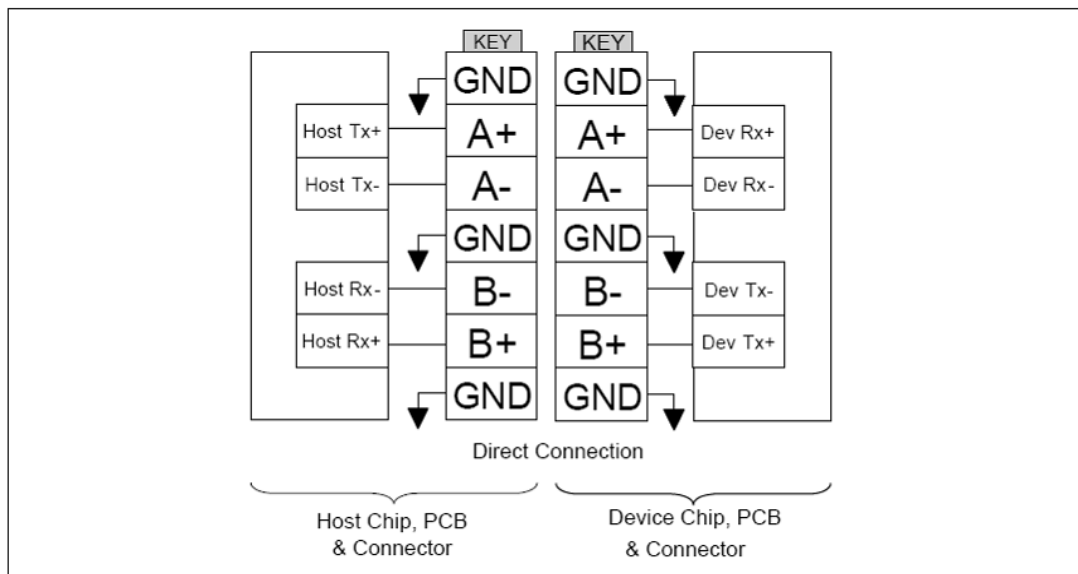 KEY KEY
GND GND
Host Tx+ A+ A+ Dev Rx+
Host Tx- A- A- Dev Rx-
GND GND
Host Rx- B- B- Dev Tx-
Host Rx+ B+ B+ Dev Tx+
GND GND
Direct Connection
Host Chip, PCB
& Connector
Device Chip, PCB
& Connector